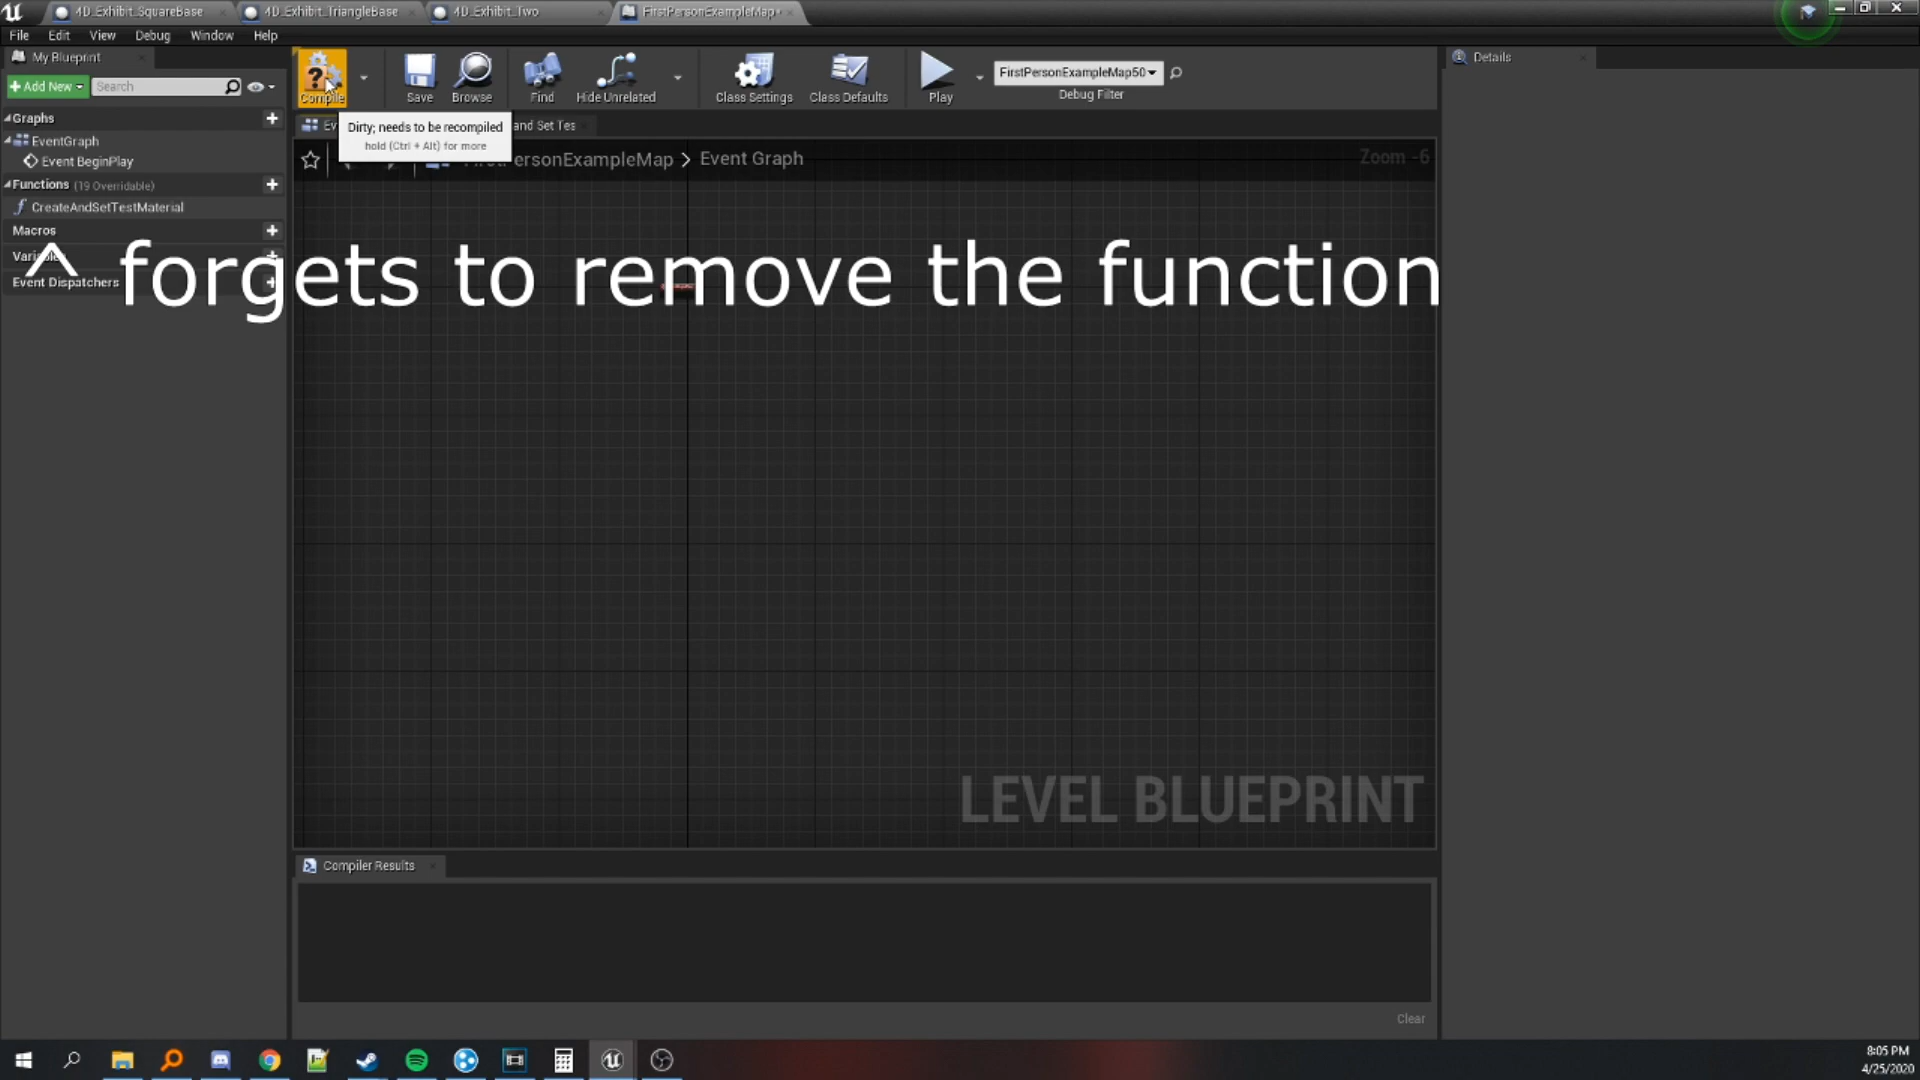 4D_Exhibit_SquareBase
4D_Exhibit_TriangleBase
4D_Exhibit_Two
FirstPersonExampleMap•
File Edit View Debug Window Help
My Blueprint
Details
Add New
Search
Compile
Save
Browse
Find
Hide Unrelated
Class Settings
Class Defaults
Play
FirstPersonExampleMap50
Debug Filter
Graphs
EventGraph
Event BeginPlay
Functions (19 Overridable)
CreateAndSetTestMaterial
Macros
Event Dispatchers
Ev
and Set Tes
Dirty; needs to be recompiled
hold (Ctrl + Alt) for more
ersonExampleMap > Event Graph
Zoom -6
^ forgets to remove the function
LEVEL BLUEPRINT
Compiler Results
Clear
8:05 PM
4/25/2020